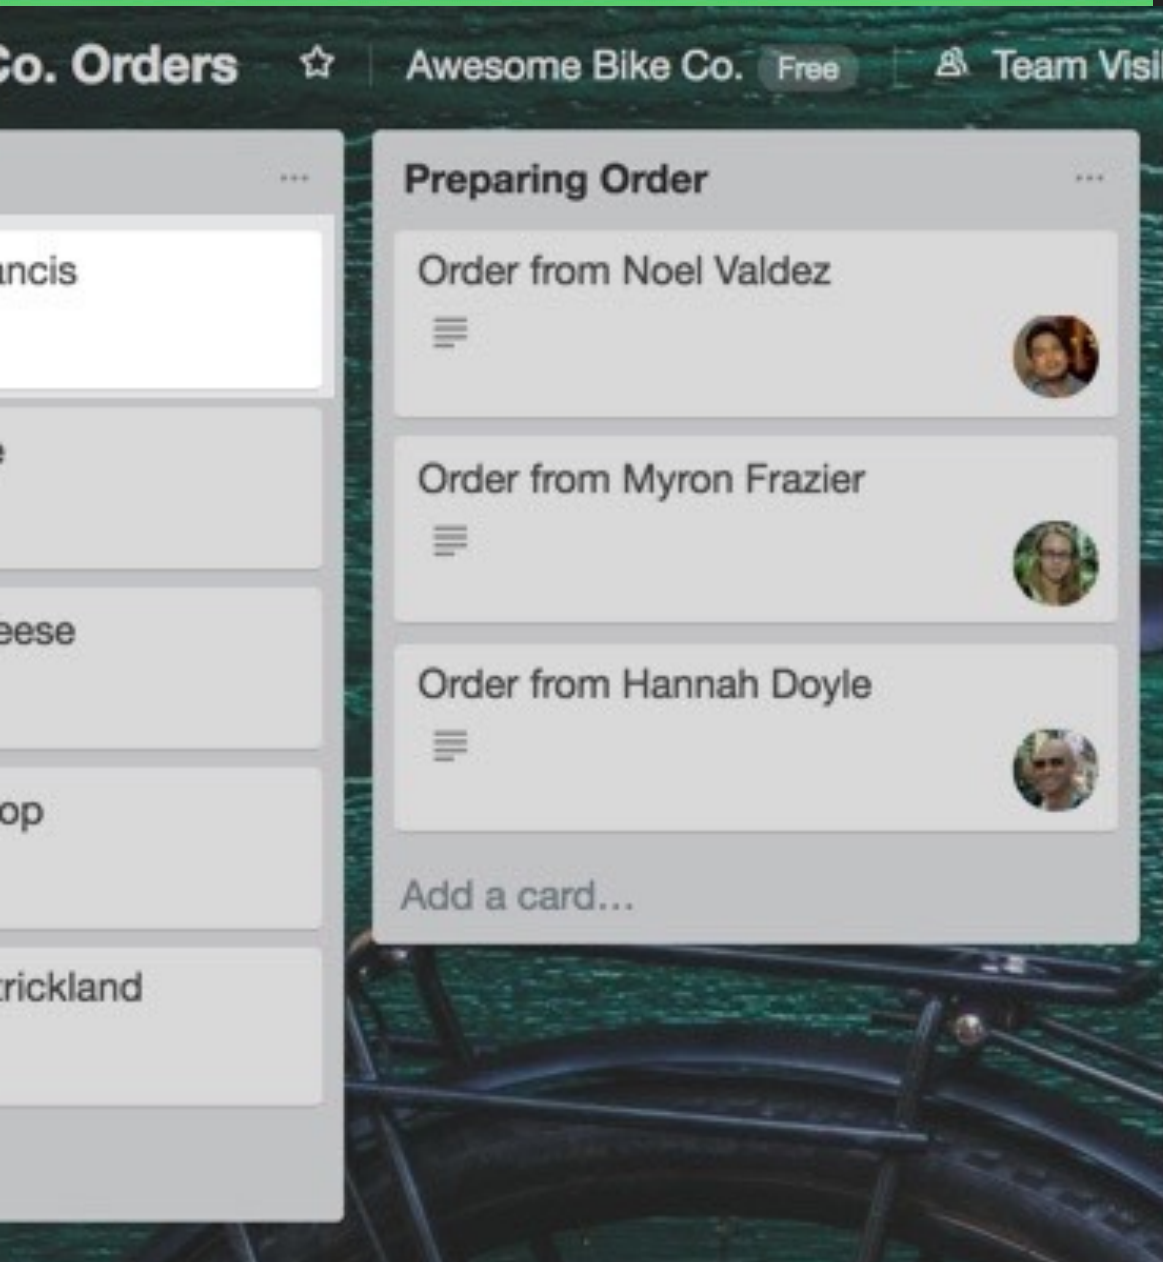 Co. Orders Awesome Bike Co. Free Team Visi
...
ancis
e
eese
op
trickland
Preparing Order ...
Order from Noel Valdez
Order from Myron Frazier
Order from Hannah Doyle
Add a card...